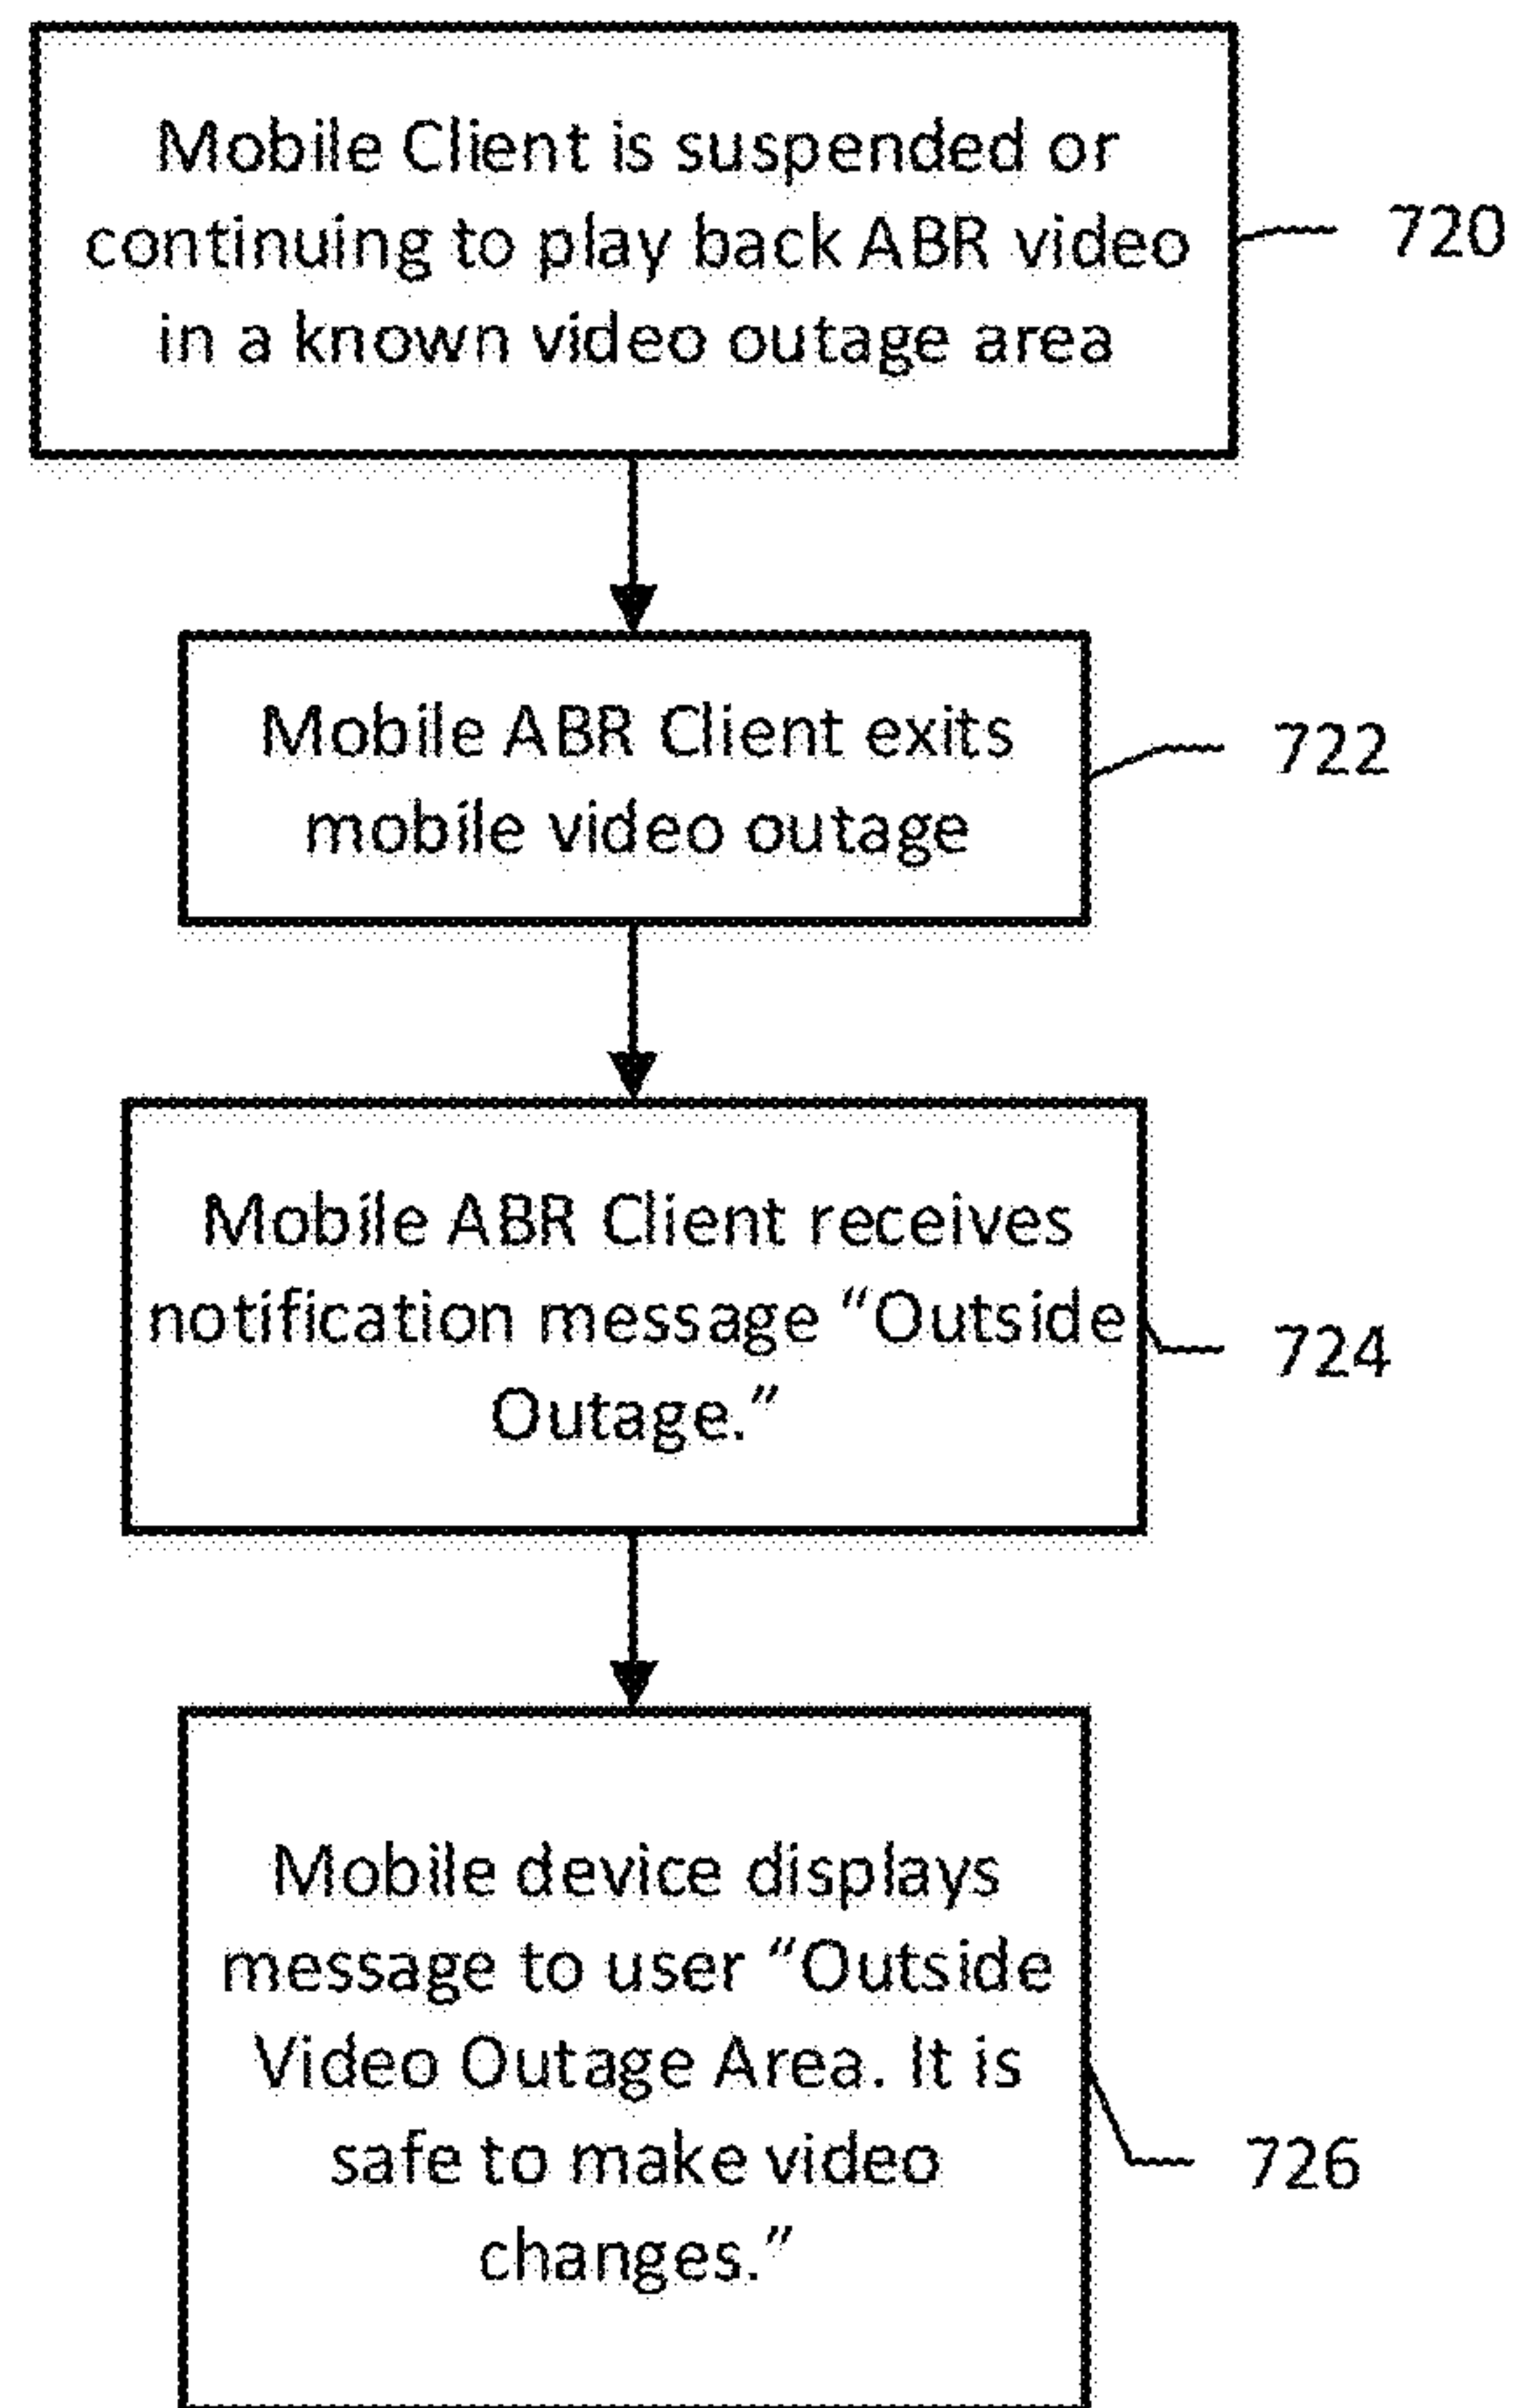 Mobile Client is suspended or
continuing to play back ABR video
in a known video outage area
720
Mobile ABR Client exits
mobile video outage
722
Mobile ABR Client receives
notification message “Outside
Outage.”
724
Mobile device displays
message to user “Outside
Video Outage Area. It is
safe to make video
changes.”
726